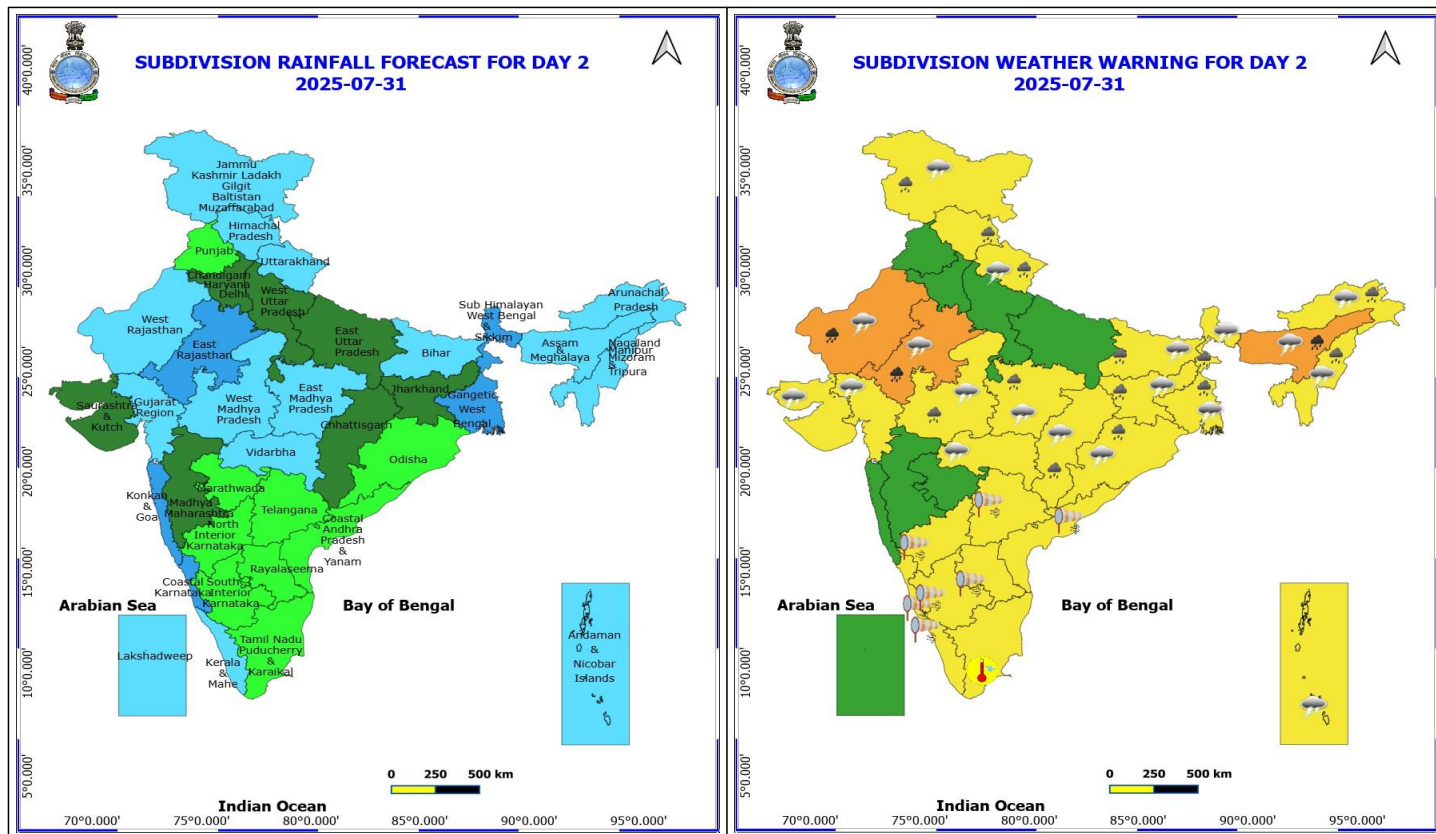 SUBDIVISION RAINFALL FORECAST FOR DAY 2
2025-07-31
40°0.000'
35°0.000'
30°0.000'
25°0.000'
20°0.000'
15°0.000'
10°0.000'
5°0.000'
Jammu
Kashmir Ladakh
Gilgit
Baltistan
Muzaffarabad
Himachal
Pradesh
Punjab
Uttarakhand
Chandigarh
Haryana
Delhi
West
Uttar
Pradesh
West
Rajasthan
East
Rajasthan
East
Uttar
Pradesh
Sub Himalayan
West Bengal
&
Sikkim
Arunachal
Pradesh
Assam
&
Meghalaya
Nagaland
Manipur
Mizoram
&
Tripura
Bihar
Jharkhand
Gangetic
West
Bengal
Saurashtra
&
Kutch
Gujarat
Region
West
Madhya
Pradesh
East
Madhya
Pradesh
Chhattisgarh
Vidarbha
Odisha
Konkan
&
Goa
Madhya
Maharashtra
Marathwada
Telangana
North
Interior
Karnataka
Coastal
Andhra
Pradesh
&
Yanam
Rayalaseema
Coastal
Karnataka
South
Interior
Karnataka
Arabian Sea
Bay of Bengal
Lakshadweep
Kerala
&
Mahe
Tamil Nadu
Puducherry
&
Karaikal
Andaman
&
Nicobar
Islands
0 250 500 km
Indian Ocean
70°0.000' 75°0.000' 80°0.000' 85°0.000' 90°0.000' 95°0.000'
SUBDIVISION WEATHER WARNING FOR DAY 2
2025-07-31
40°0.000'
35°0.000'
30°0.000'
25°0.000'
20°0.000'
15°0.000'
10°0.000'
5°0.000'
Arabian Sea
Bay of Bengal
0 250 500 km
Indian Ocean
70°0.000' 75°0.000' 80°0.000' 85°0.000' 90°0.000' 95°0.000'